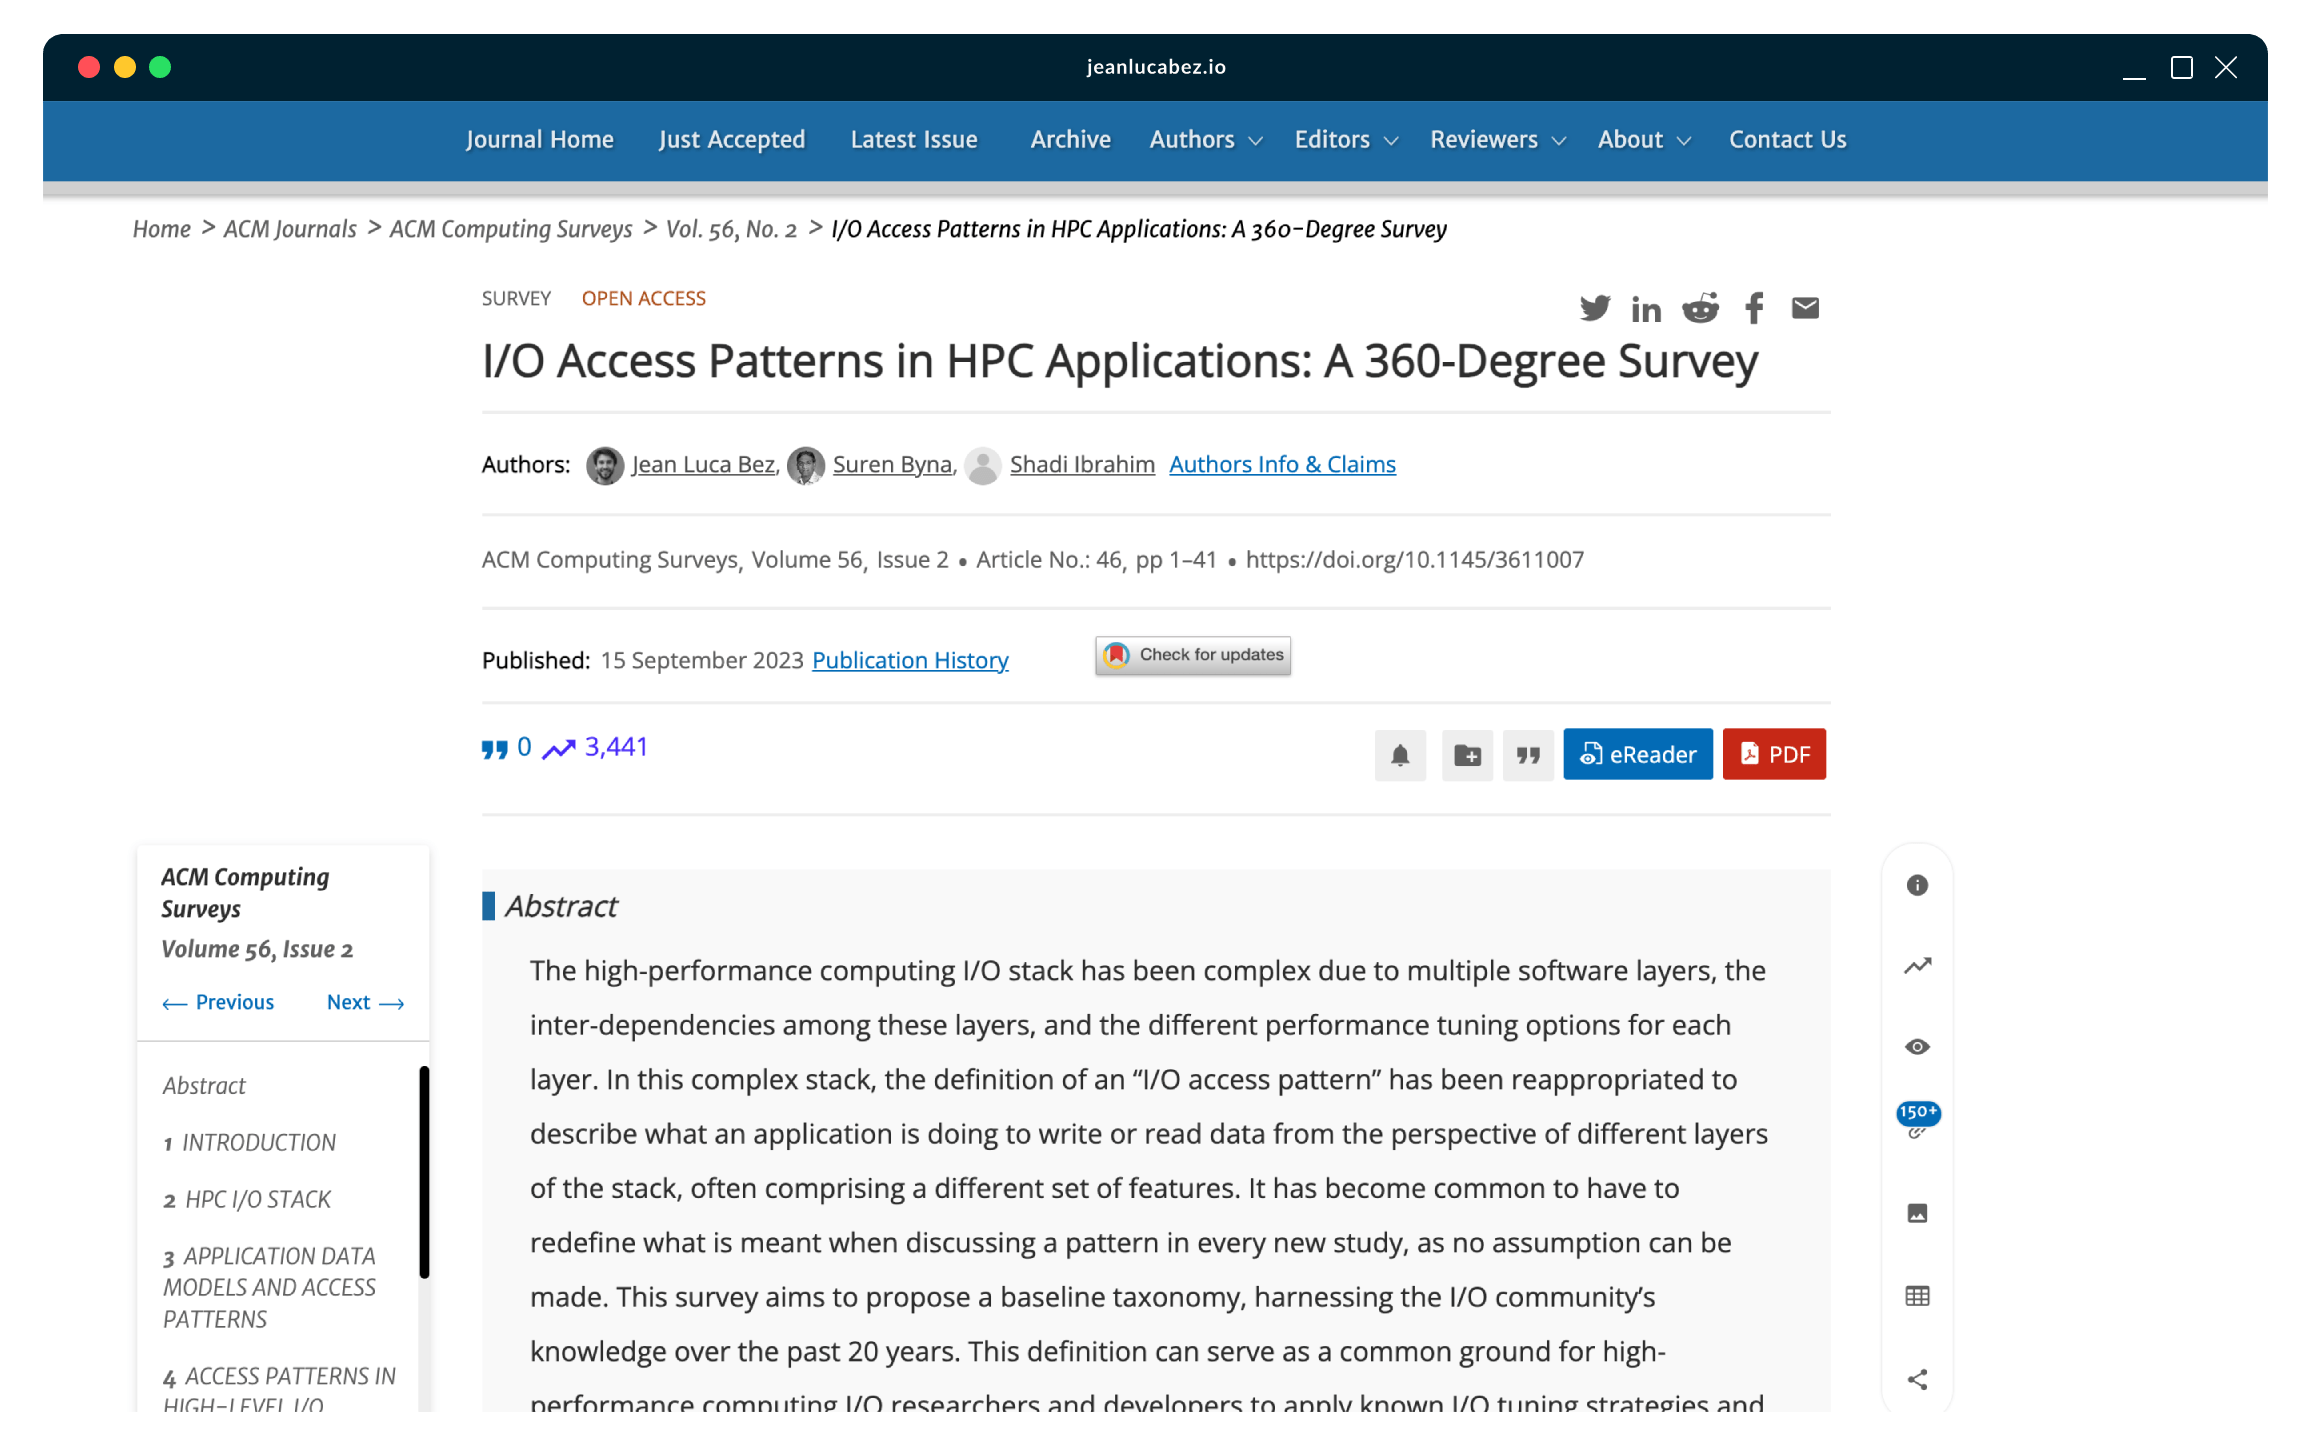 jeanlucabez.io
Journal Home Just Accepted Latest Issue Archive Authors Editors Reviewers About Contact Us
Home > ACM Journals > ACM Computing Surveys > Vol. 56, No. 2 > I/O Access Patterns in HPC Applications: A 360-Degree Survey
SURVEY OPEN ACCESS
I/O Access Patterns in HPC Applications: A 360-Degree Survey
Authors: Jean Luca Bez, Suren Byna, Shadi Ibrahim Authors Info & Claims
ACM Computing Surveys, Volume 56, Issue 2 • Article No.: 46, pp 1–41 • https://doi.org/10.1145/3611007
Published: 15 September 2023 Publication History Check for updates
0 3,441 eReader PDF
ACM Computing
Surveys
Volume 56, Issue 2
← Previous Next →
Abstract
1 INTRODUCTION
2 HPC I/O STACK
3 APPLICATION DATA
MODELS AND ACCESS
PATTERNS
4 ACCESS PATTERNS IN
HIGH-LEVEL I/O
Abstract
The high-performance computing I/O stack has been complex due to multiple software layers, the
inter-dependencies among these layers, and the different performance tuning options for each
layer. In this complex stack, the definition of an “I/O access pattern” has been reappropriated to
describe what an application is doing to write or read data from the perspective of different layers
of the stack, often comprising a different set of features. It has become common to have to
redefine what is meant when discussing a pattern in every new study, as no assumption can be
made. This survey aims to propose a baseline taxonomy, harnessing the I/O community’s
knowledge over the past 20 years. This definition can serve as a common ground for high-
performance computing I/O researchers and developers to apply known I/O tuning strategies and
150+